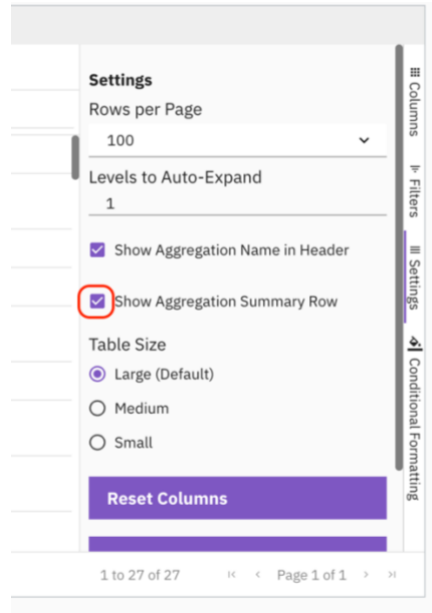 Settings
Rows per Page
100
Levels to Auto-Expand
1
Show Aggregation Name in Header
Show Aggregation Summary Row
Table Size
Large (Default)
Medium
Small
Reset Columns
1 to 27 of 27 Page 1 of 1
Columns
Filters
Settings
Conditional Formatting